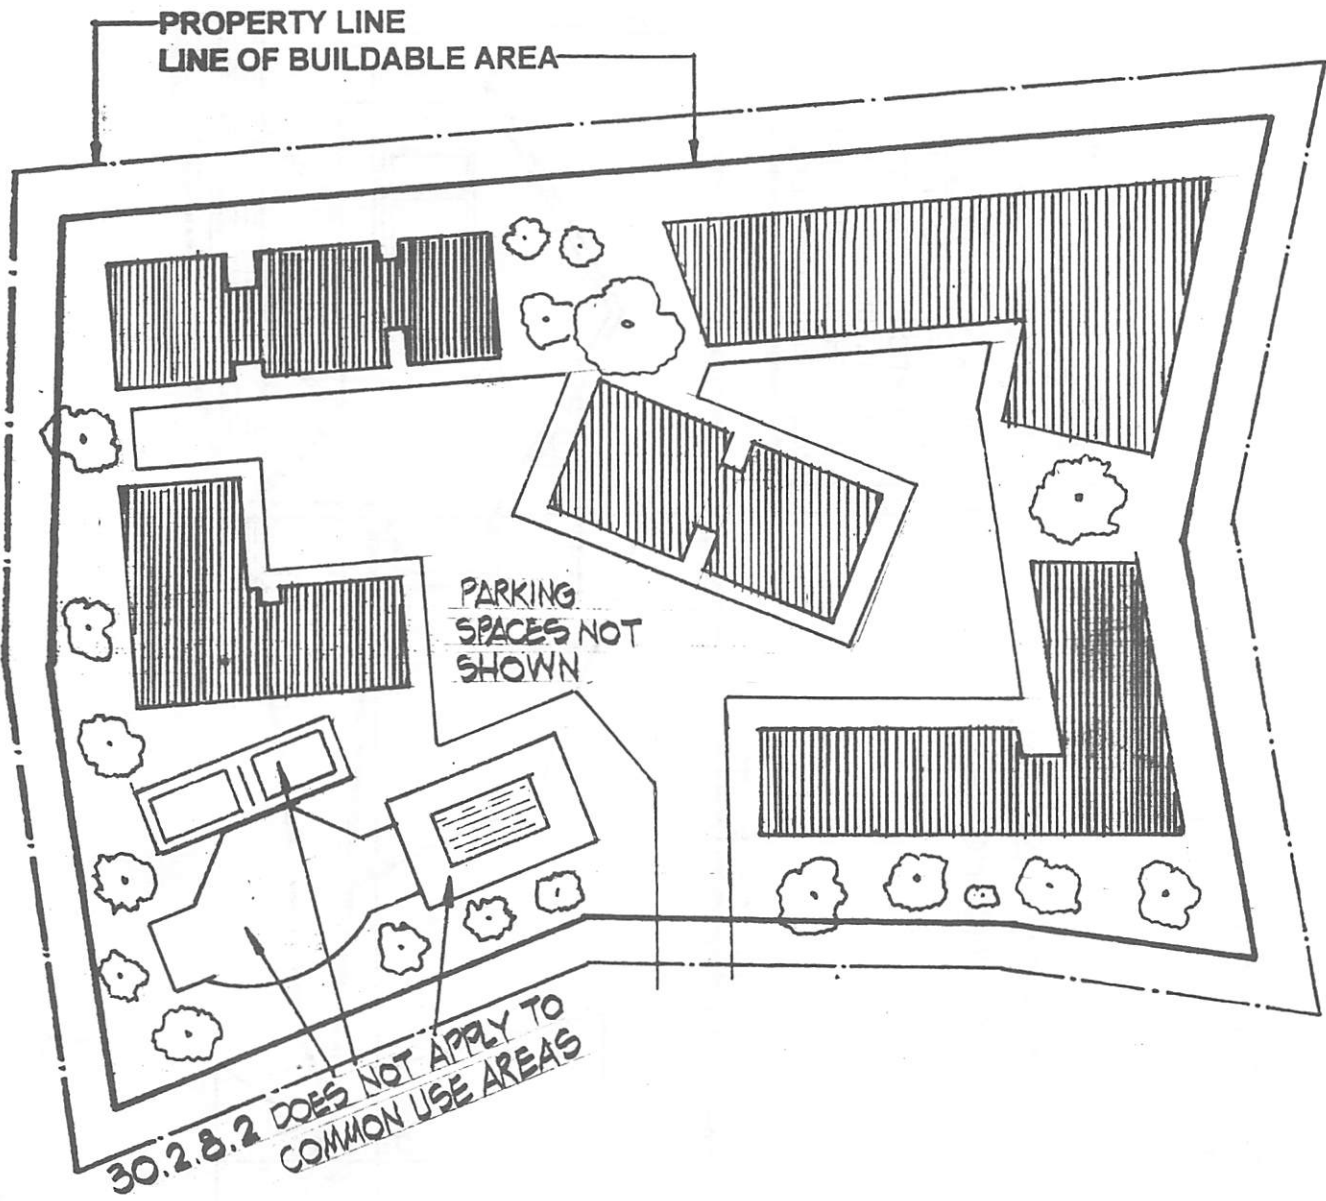 PROPERTY LINE
LINE OF BUILDABLE AREA
PARKING
SPACES NOT
SHOWN
30.2.8.2 DOES NOT APPLY TO
COMMON USE AREAS